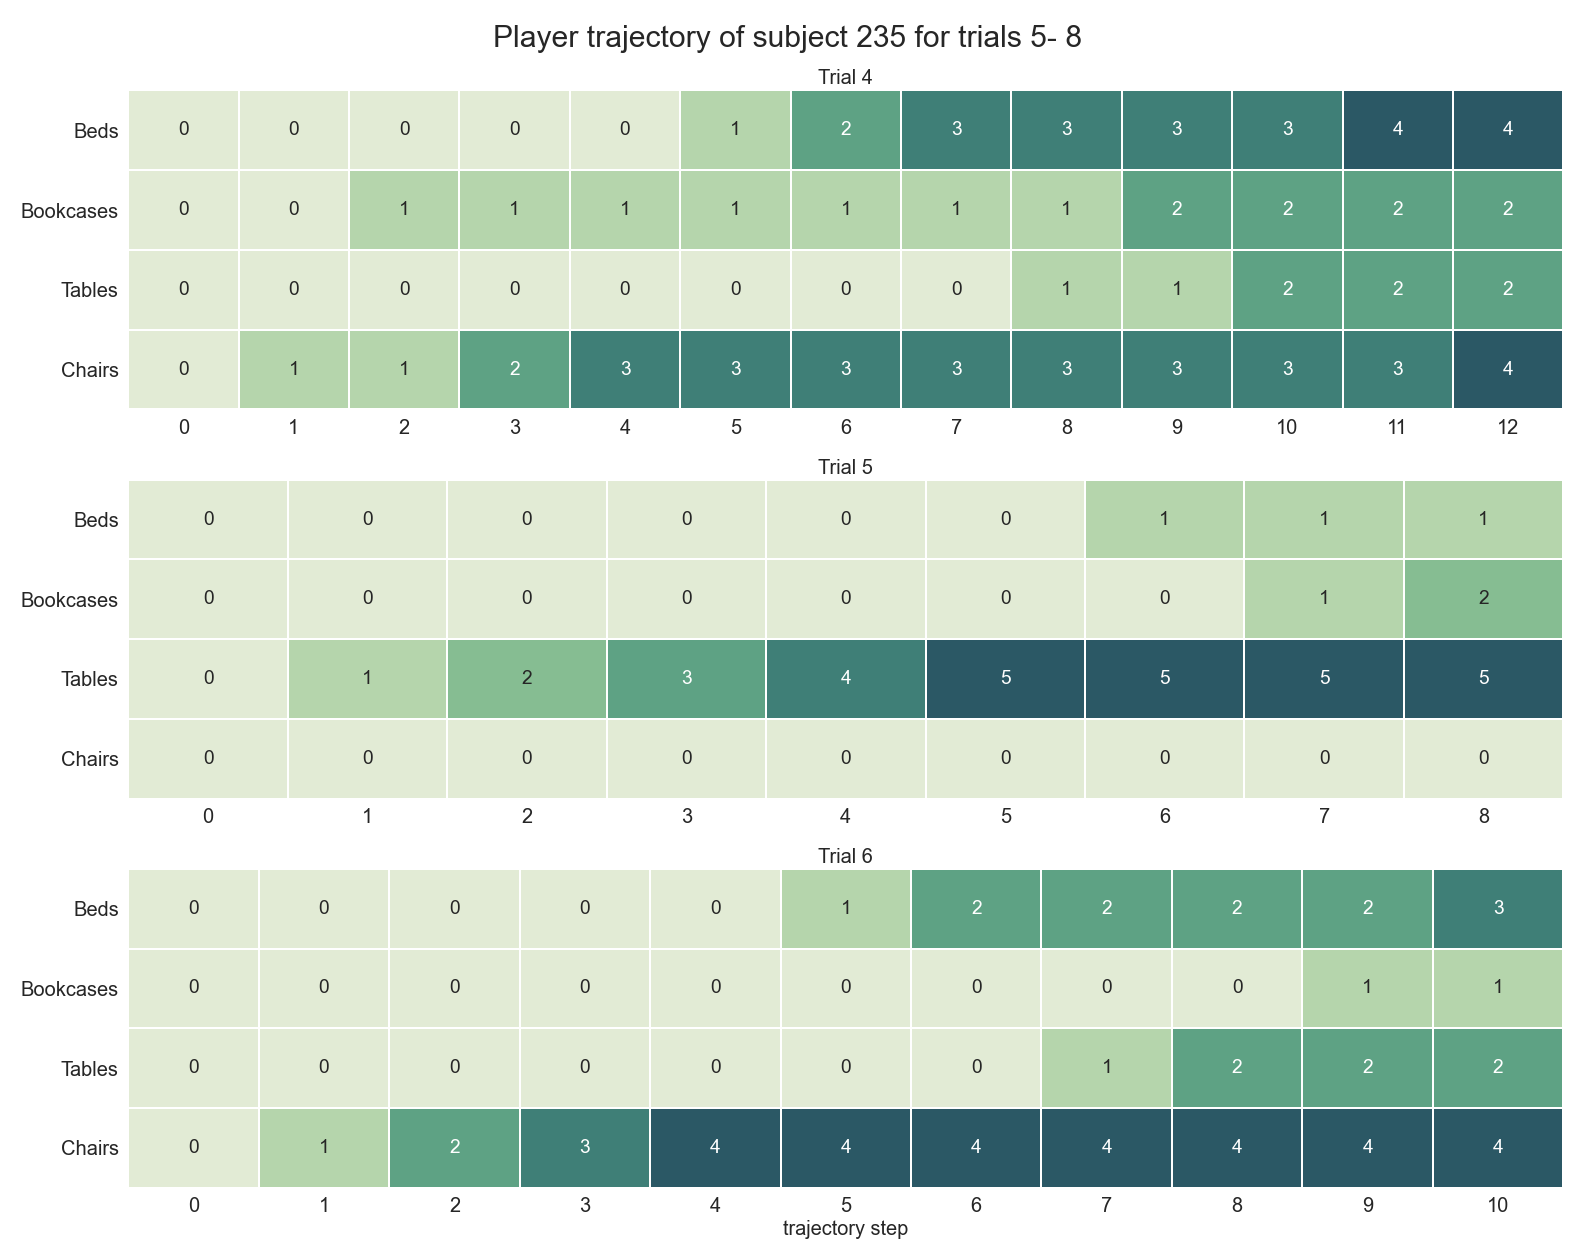 Player trajectory of subject 235 for trials 5- 8
Trial 4
Beds 0 0 0 0 0 1 2 3 3 3 3 4 4
Bookcases 0 0 1 1 1 1 1 1 1 2 2 2 2
Tables 0 0 0 0 0 0 0 0 1 1 2 2 2
Chairs 0 1 1 2 3 3 3 3 3 3 3 3 4
0 1 2 3 4 5 6 7 8 9 10 11 12
Trial 5
Beds 0 0 0 0 0 0 1 1 1
Bookcases 0 0 0 0 0 0 0 1 2
Tables 0 1 2 3 4 5 5 5 5
Chairs 0 0 0 0 0 0 0 0 0
0 1 2 3 4 5 6 7 8
Trial 6
Beds 0 0 0 0 0 1 2 2 2 2 3
Bookcases 0 0 0 0 0 0 0 0 0 1 1
Tables 0 0 0 0 0 0 0 1 2 2 2
Chairs 0 1 2 3 4 4 4 4 4 4 4
0 1 2 3 4 5 6 7 8 9 10
trajectory step